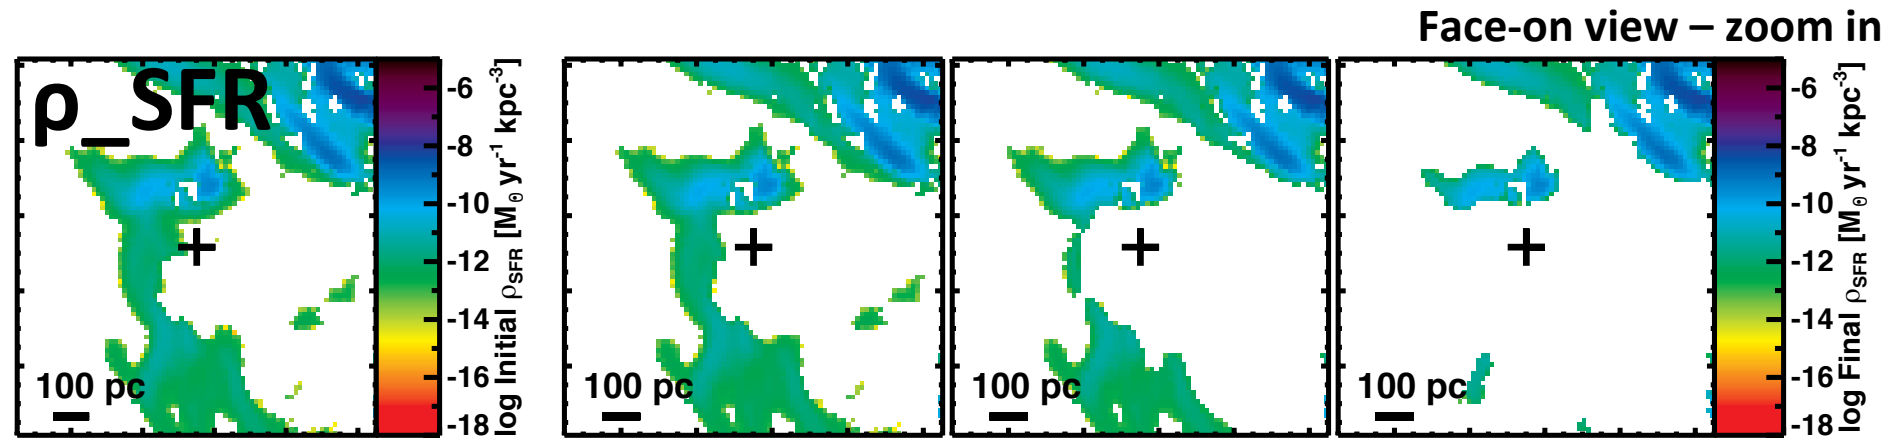 Face-on view – zoom in
ρ_SFR
100 pc
-6
-8
-10
-12
-14
-16
-18
log Initial ρSFR [M⊙ yr-1 kpc-3]
100 pc
100 pc
100 pc
-6
-8
-10
-12
-14
-16
-18
log Final ρSFR [M⊙ yr-1 kpc-3]